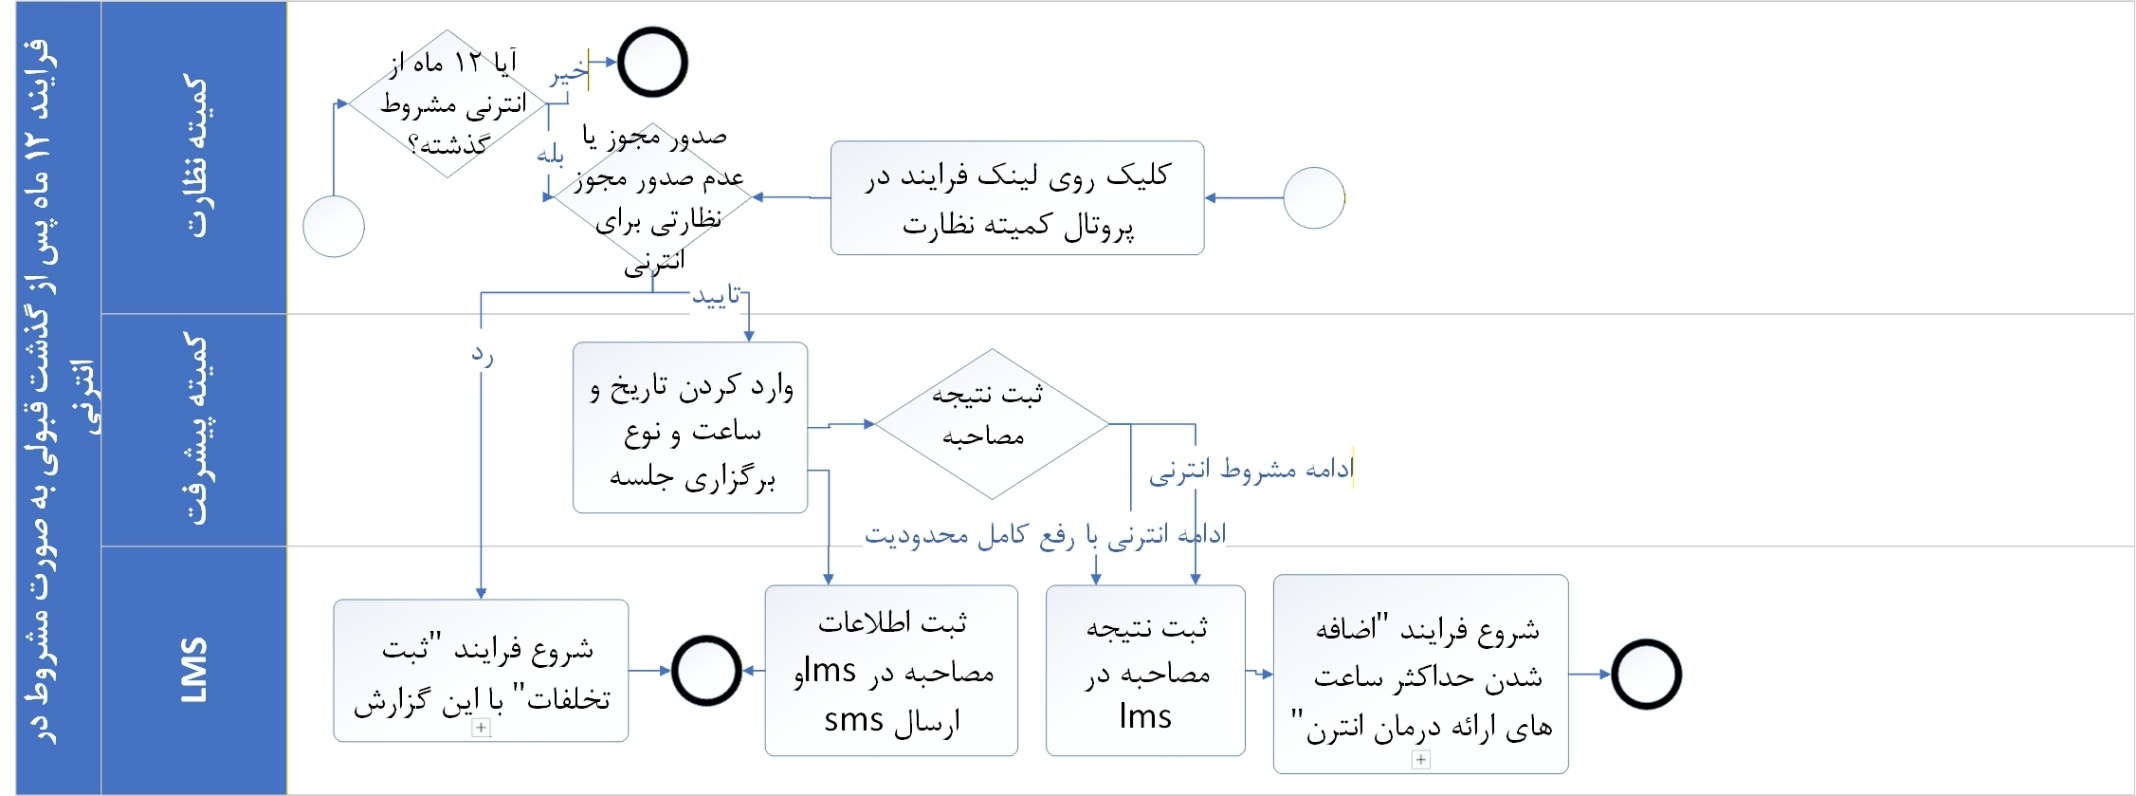 فرایند ۱۲ ماه پس از گذشت قبولی به صورت مشروط در
انترنی
کمیته نظارت
آیا ۱۲ ماه از
انترنی مشروط
گذشته؟
خیر
بله
صدور مجوز یا
عدم صدور مجوز
نظارتی برای
انترنی
کلیک روی لینک فرایند در
پروتال کمیته نظارت
تایید
رد
کمیته پیشرفت
وارد کردن تاریخ و
ساعت و نوع
برگزاری جلسه
ثبت نتیجه
مصاحبه
ادامه مشروط انترنی
ادامه انترنی با رفع کامل محدودیت
LMS
شروع فرایند "ثبت
تخلفات" با این گزارش
ثبت اطلاعات
مصاحبه در lmsو
ارسال sms
ثبت نتیجه
مصاحبه در
lms
شروع فرایند "اضافه
شدن حداکثر ساعت
های ارائه درمان انترن"